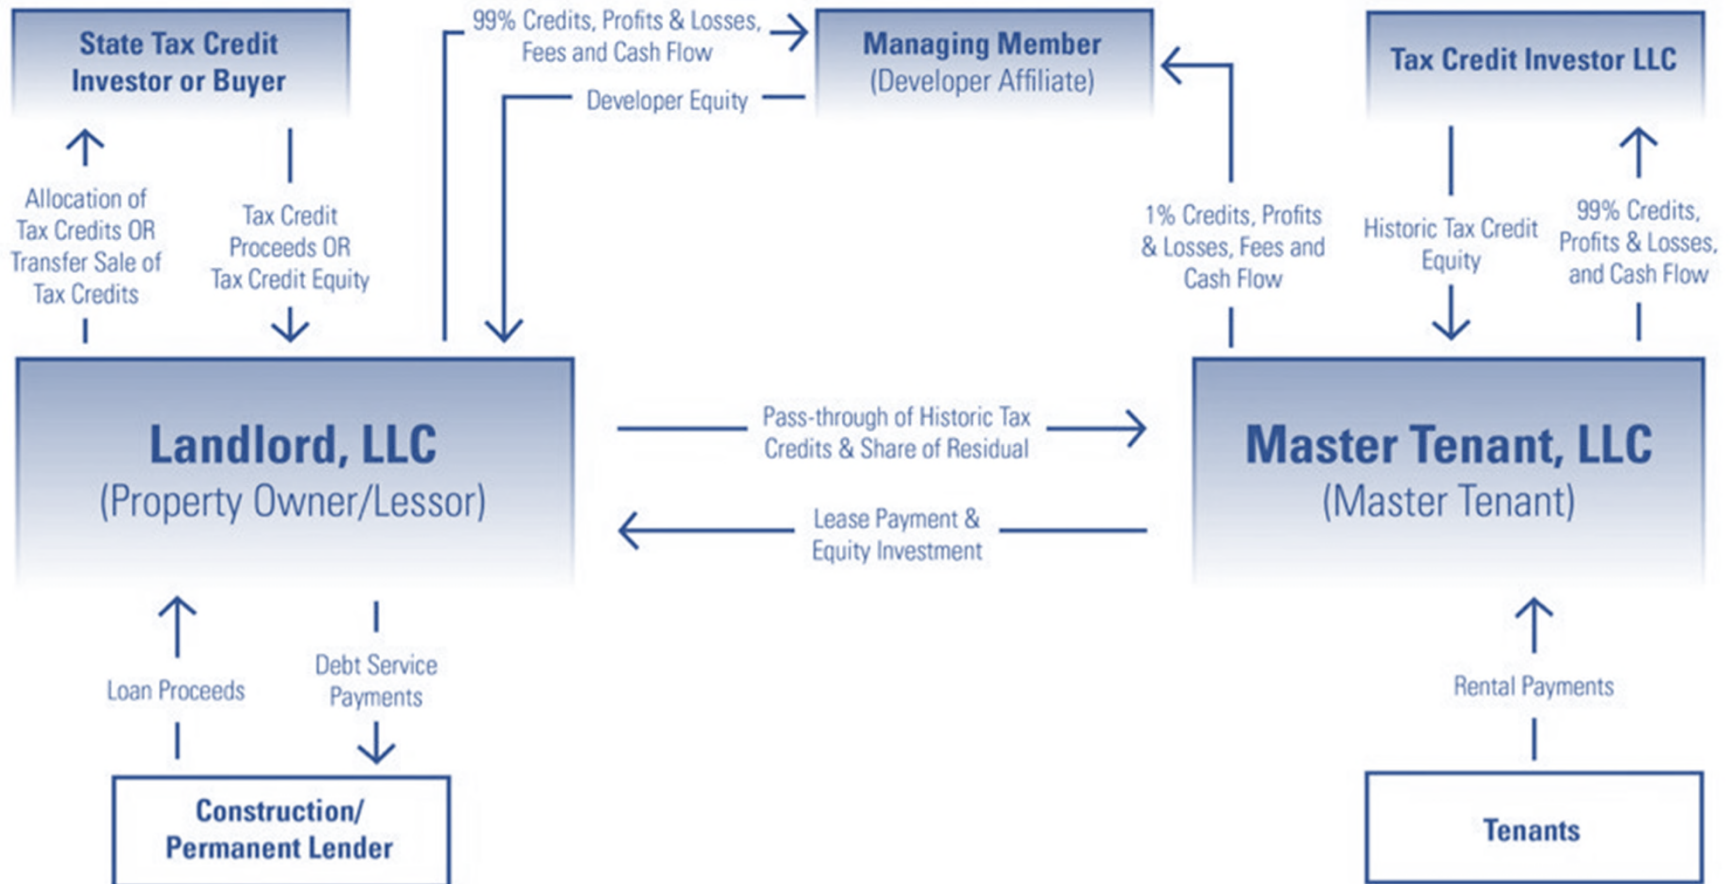 State Tax Credit
Investor or Buyer
99% Credits, Profits & Losses,
Fees and Cash Flow
Developer Equity
Managing Member
(Developer Affiliate)
Tax Credit Investor LLC
Allocation of
Tax Credits OR
Transfer Sale of
Tax Credits
Tax Credit
Proceeds OR
Tax Credit Equity
1% Credits, Profits
& Losses, Fees and
Cash Flow
Historic Tax Credit
Equity
99% Credits,
Profits & Losses,
and Cash Flow
Landlord, LLC
(Property Owner/Lessor)
Pass-through of Historic Tax
Credits & Share of Residual
Lease Payment &
Equity Investment
Master Tenant, LLC
(Master Tenant)
Loan Proceeds
Debt Service
Payments
Rental Payments
Construction/
Permanent Lender
Tenants